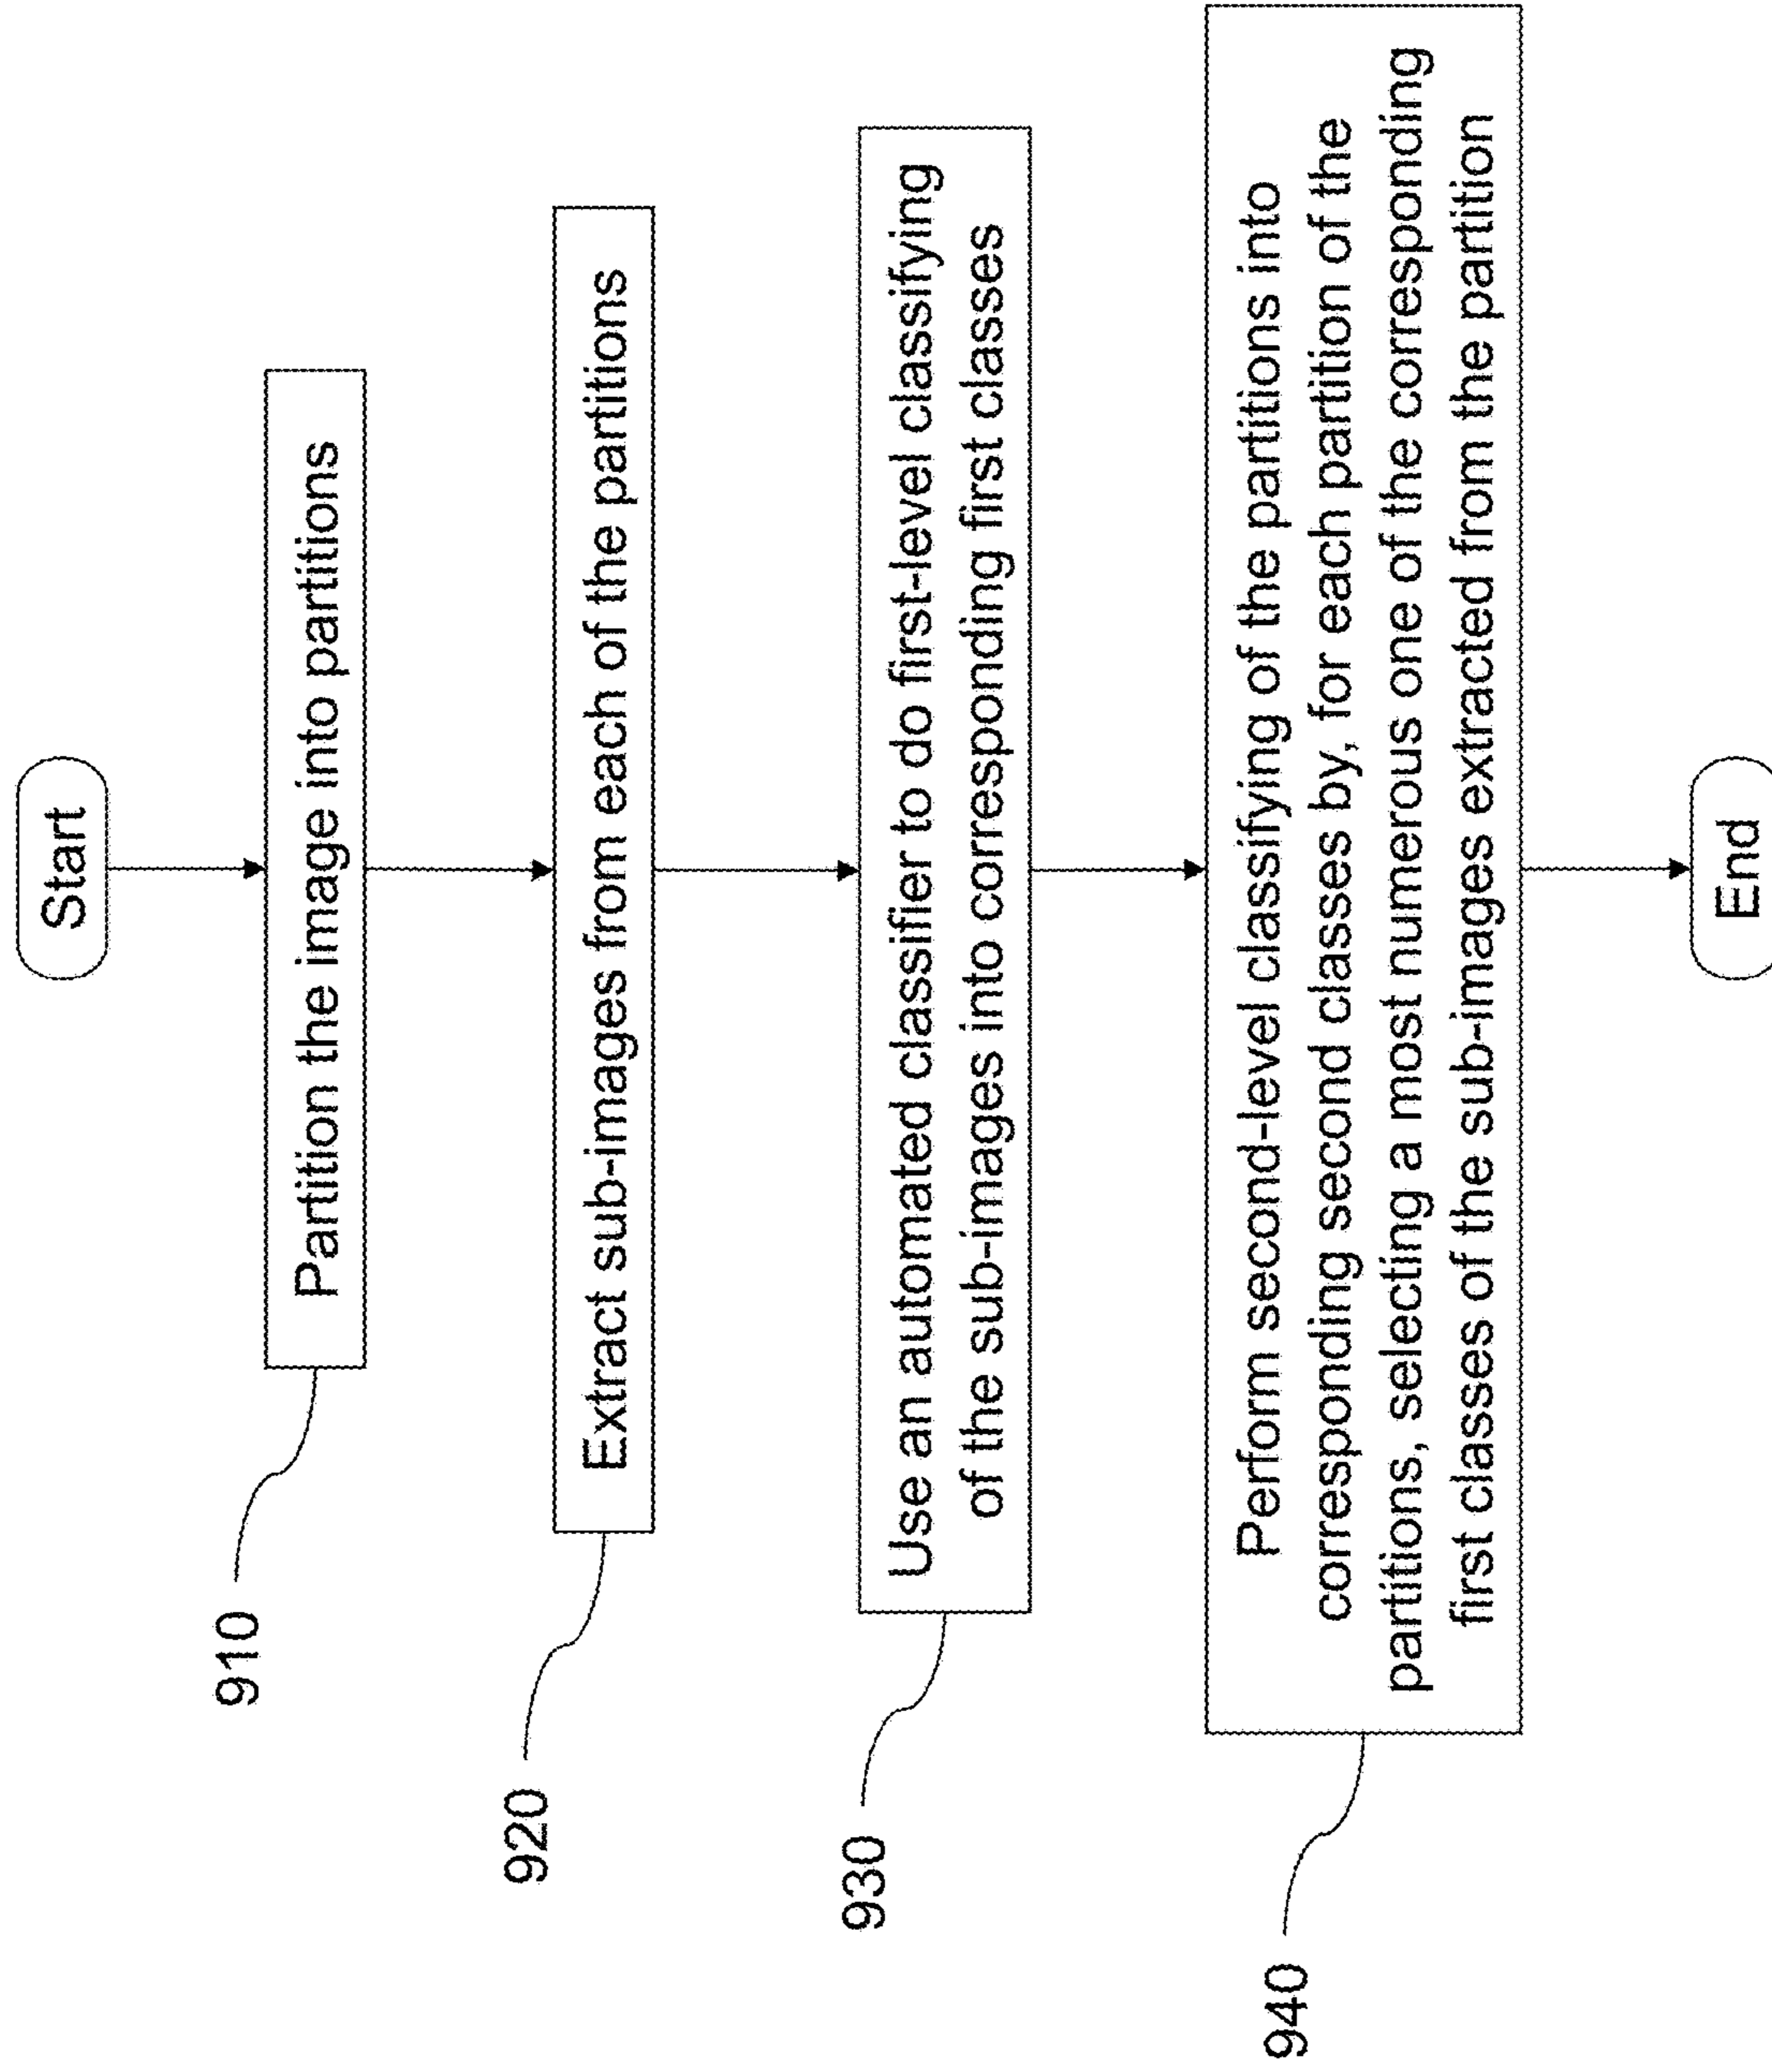 Start
910
Partition the image into partitions
920
Extract sub-images from each of the partitions
930
Use an automated classifier to do first-level classifying
of the sub-images into corresponding first classes
940
Perform second-level classifying of the partitions into
corresponding second classes by, for each partition of the
partitions, selecting a most numerous one of the corresponding
first classes of the sub-images extracted from the partition
End